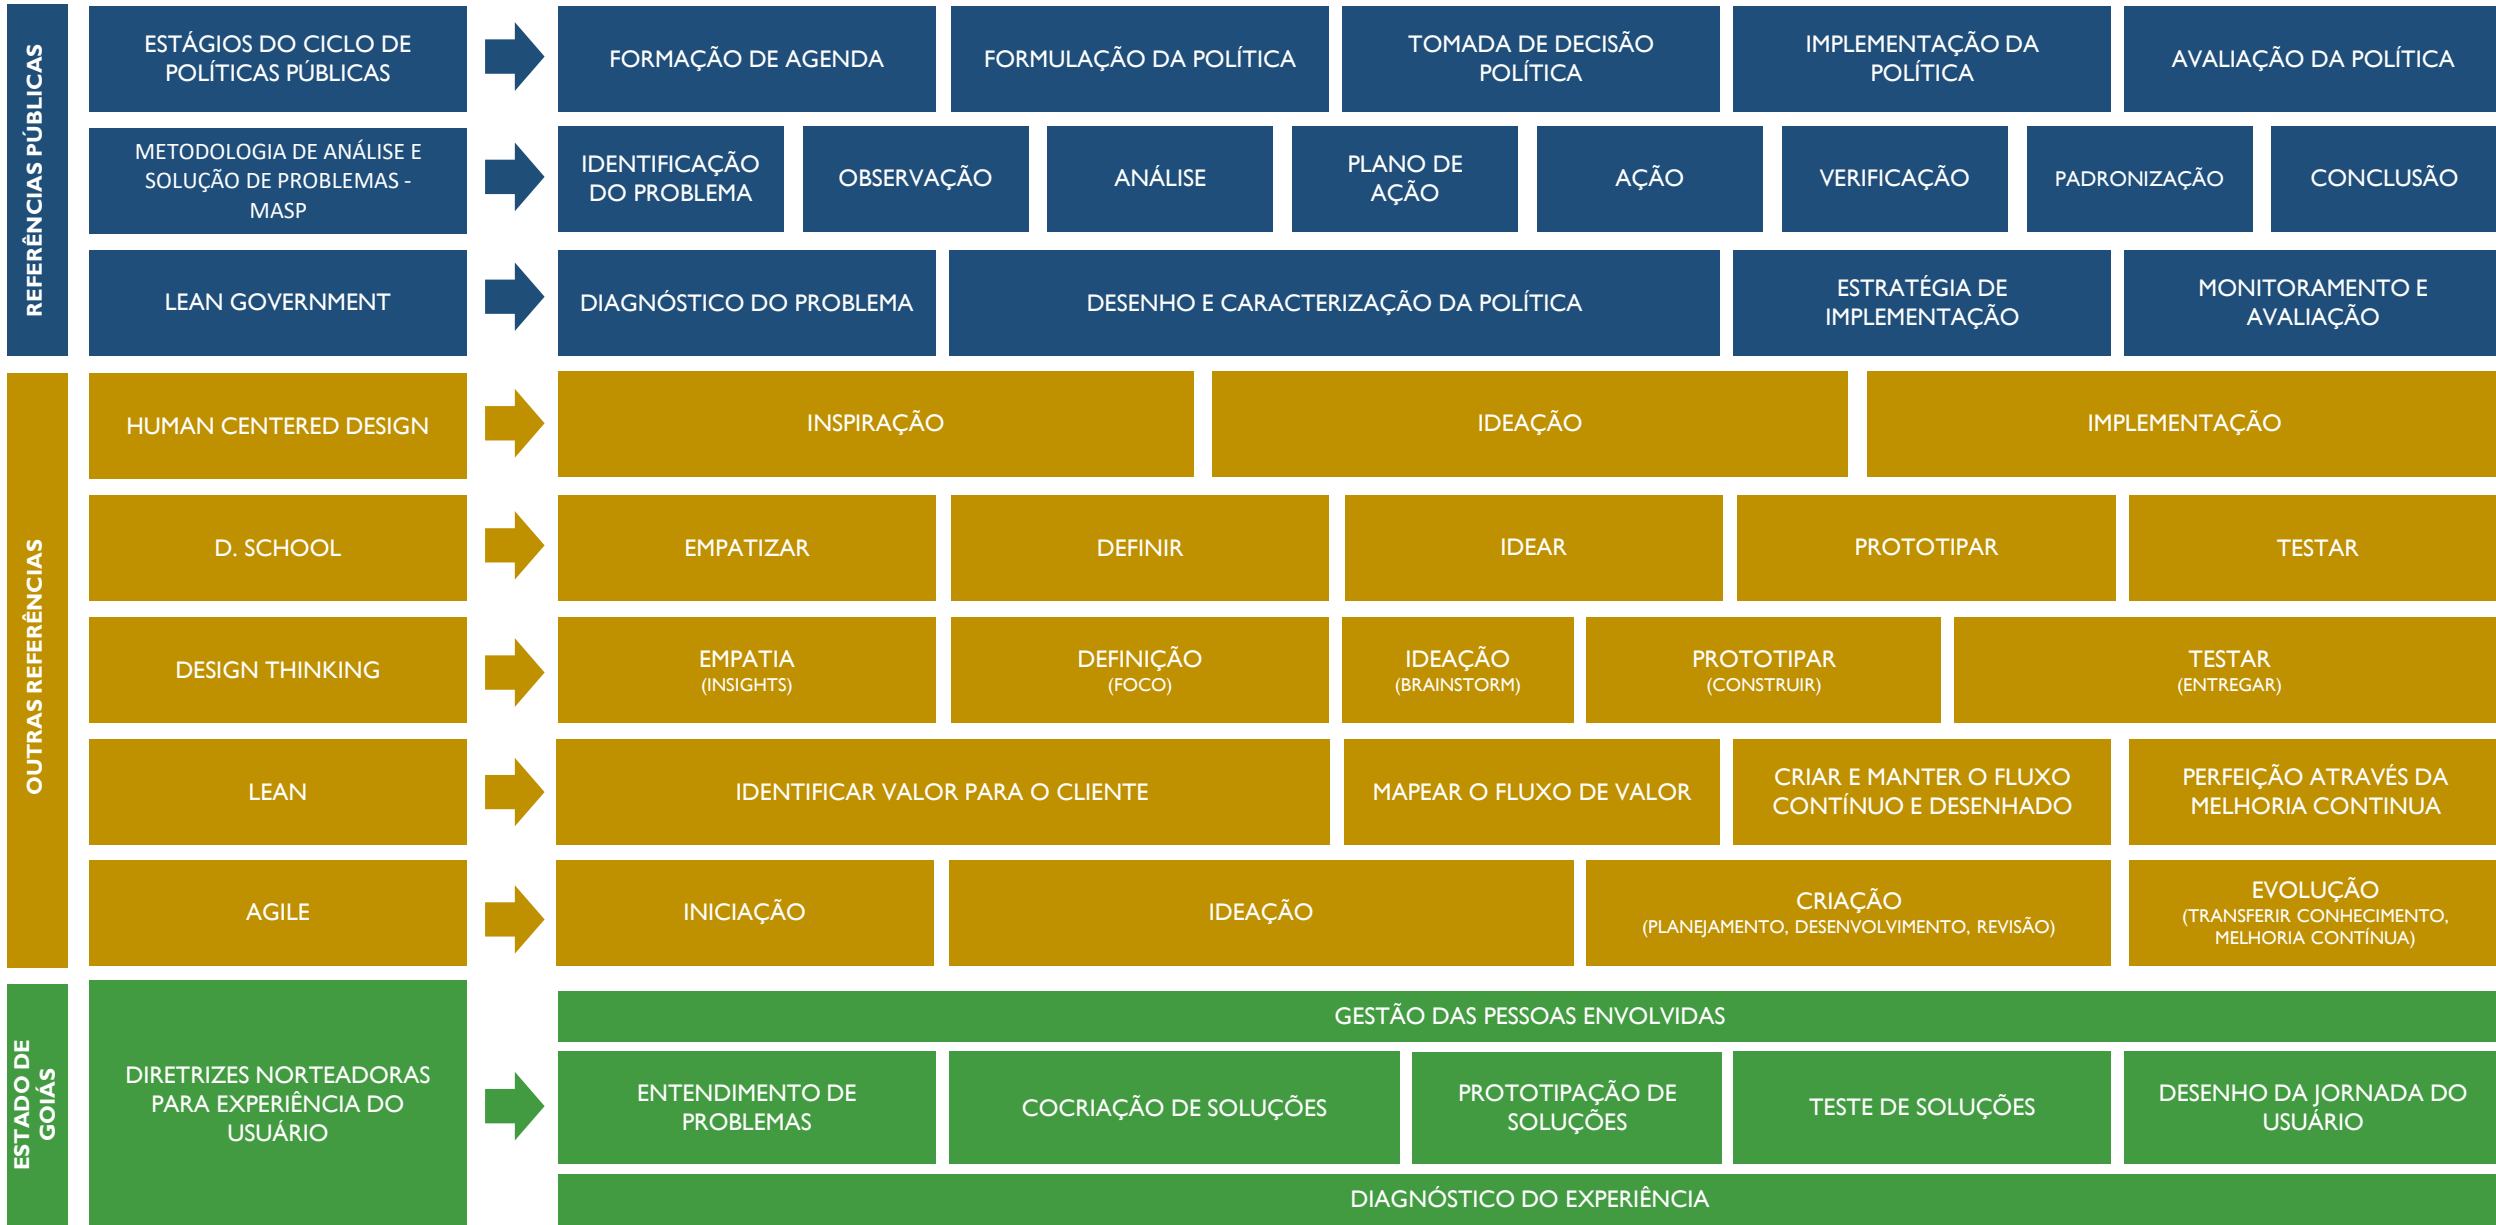 REFERÊNCIAS PÚBLICAS
ESTÁGIOS DO CICLO DE
POLÍTICAS PÚBLICAS
FORMAÇÃO DE AGENDA
FORMULAÇÃO DA POLÍTICA
TOMADA DE DECISÃO
POLÍTICA
IMPLEMENTAÇÃO DA
POLÍTICA
AVALIAÇÃO DA POLÍTICA
METODOLOGIA DE ANÁLISE E
SOLUÇÃO DE PROBLEMAS -
MASP
IDENTIFICAÇÃO
DO PROBLEMA
OBSERVAÇÃO
ANÁLISE
PLANO DE
AÇÃO
AÇÃO
VERIFICAÇÃO
PADRONIZAÇÃO
CONCLUSÃO
LEAN GOVERNMENT
DIAGNÓSTICO DO PROBLEMA
DESENHO E CARACTERIZAÇÃO DA POLÍTICA
ESTRATÉGIA DE
IMPLEMENTAÇÃO
MONITORAMENTO E
AVALIAÇÃO
OUTRAS REFERÊNCIAS
HUMAN CENTERED DESIGN
INSPIRAÇÃO
IDEAÇÃO
IMPLEMENTAÇÃO
D. SCHOOL
EMPATIZAR
DEFINIR
IDEAR
PROTOTIPAR
TESTAR
DESIGN THINKING
EMPATIA
(INSIGHTS)
DEFINIÇÃO
(FOCO)
IDEAÇÃO
(BRAINSTORM)
PROTOTIPAR
(CONSTRUIR)
TESTAR
(ENTREGAR)
LEAN
IDENTIFICAR VALOR PARA O CLIENTE
MAPEAR O FLUXO DE VALOR
CRIAR E MANTER O FLUXO
CONTÍNUO E DESENHADO
PERFEIÇÃO ATRAVÉS DA
MELHORIA CONTINUA
AGILE
INICIAÇÃO
IDEAÇÃO
CRIAÇÃO
(PLANEJAMENTO, DESENVOLVIMENTO, REVISÃO)
EVOLUÇÃO
(TRANSFERIR CONHECIMENTO,
MELHORIA CONTÍNUA)
ESTADO DE
GOIÁS
DIRETRIZES NORTEADORAS
PARA EXPERIÊNCIA DO
USUÁRIO
GESTÃO DAS PESSOAS ENVOLVIDAS
ENTENDIMENTO DE
PROBLEMAS
COCRIAÇÃO DE SOLUÇÕES
PROTOTIPAÇÃO DE
SOLUÇÕES
TESTE DE SOLUÇÕES
DESENHO DA JORNADA DO
USUÁRIO
DIAGNÓSTICO DO EXPERIÊNCIA